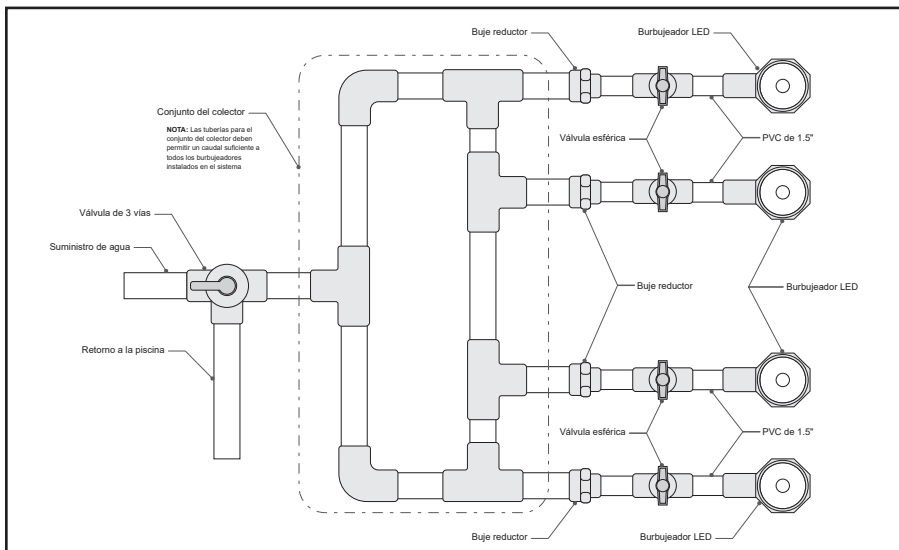 Buje reductor
Burbujeador LED
Conjunto del colector
NOTA: Las tuberías para el
conjunto del colector deben
permitir un caudal suficiente a
todos los burbujeadores
instalados en el sistema
Válvula esférica
PVC de 1.5"
Válvula de 3 vías
Suministro de agua
Buje reductor
Burbujeador LED
Retorno a la piscina
Válvula esférica
PVC de 1.5"
Buje reductor
Burbujeador LED